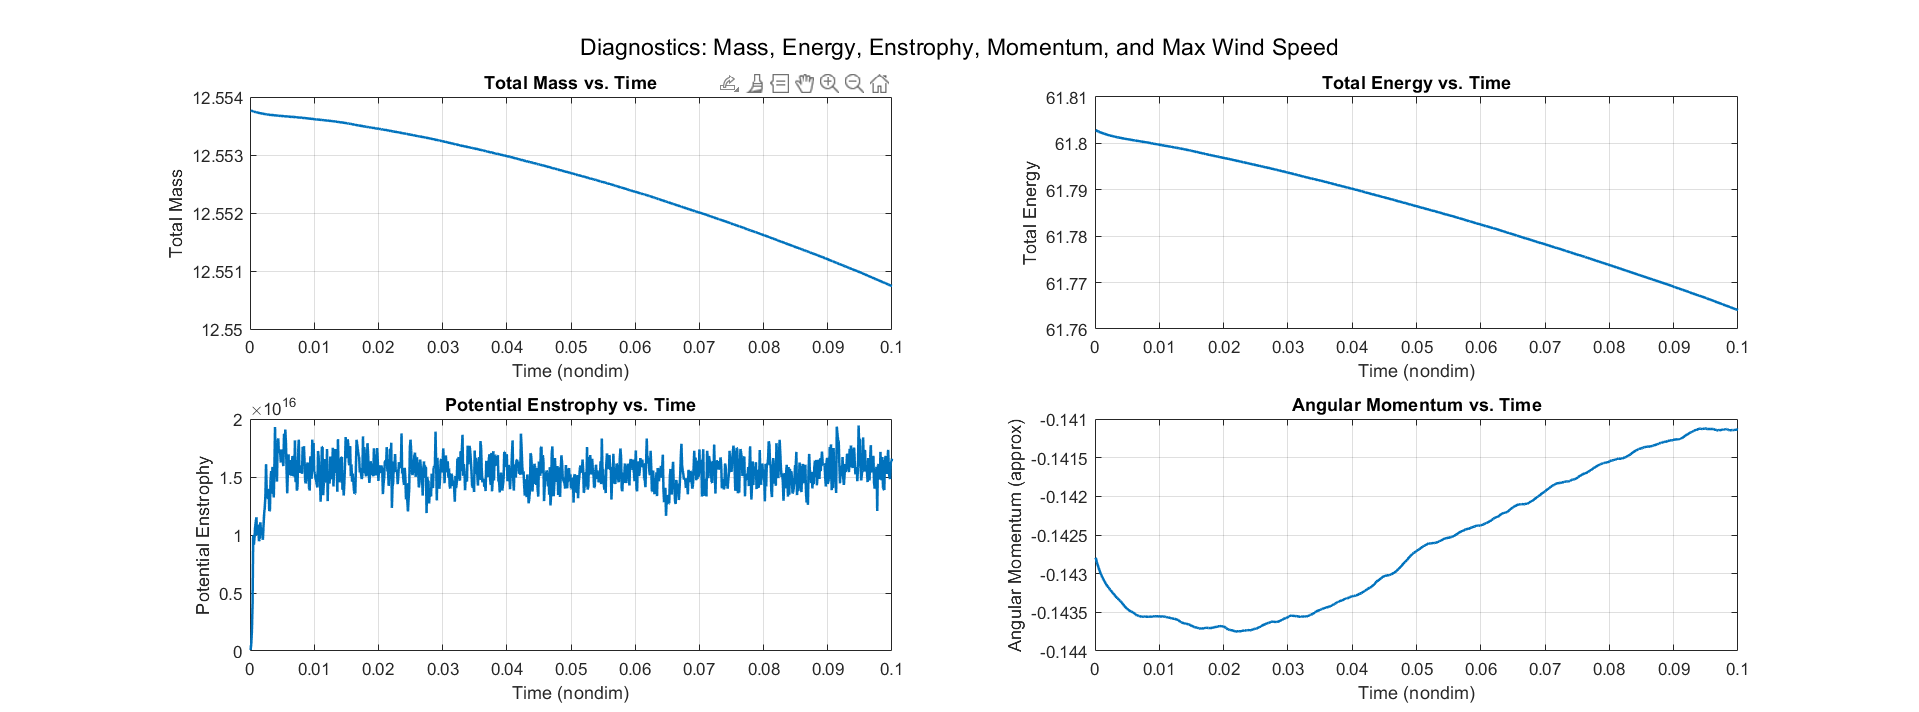 Diagnostics: Mass, Energy, Enstrophy, Momentum, and Max Wind Speed
Total Mass vs. Time
12.554
12.553
12.552
12.551
12.55
Total Mass
0 0.01 0.02 0.03 0.04 0.05 0.06 0.07 0.08 0.09 0.1
Time (nondim)
Total Energy vs. Time
61.81
61.8
61.79
61.78
61.77
61.76
Total Energy
0 0.01 0.02 0.03 0.04 0.05 0.06 0.07 0.08 0.09 0.1
Time (nondim)
Potential Enstrophy vs. Time
×10^16
2
1.5
1
0.5
0
Potential Enstrophy
0 0.01 0.02 0.03 0.04 0.05 0.06 0.07 0.08 0.09 0.1
Time (nondim)
Angular Momentum vs. Time
-0.141
-0.1415
-0.142
-0.1425
-0.143
-0.1435
-0.144
Angular Momentum (approx)
0 0.01 0.02 0.03 0.04 0.05 0.06 0.07 0.08 0.09 0.1
Time (nondim)